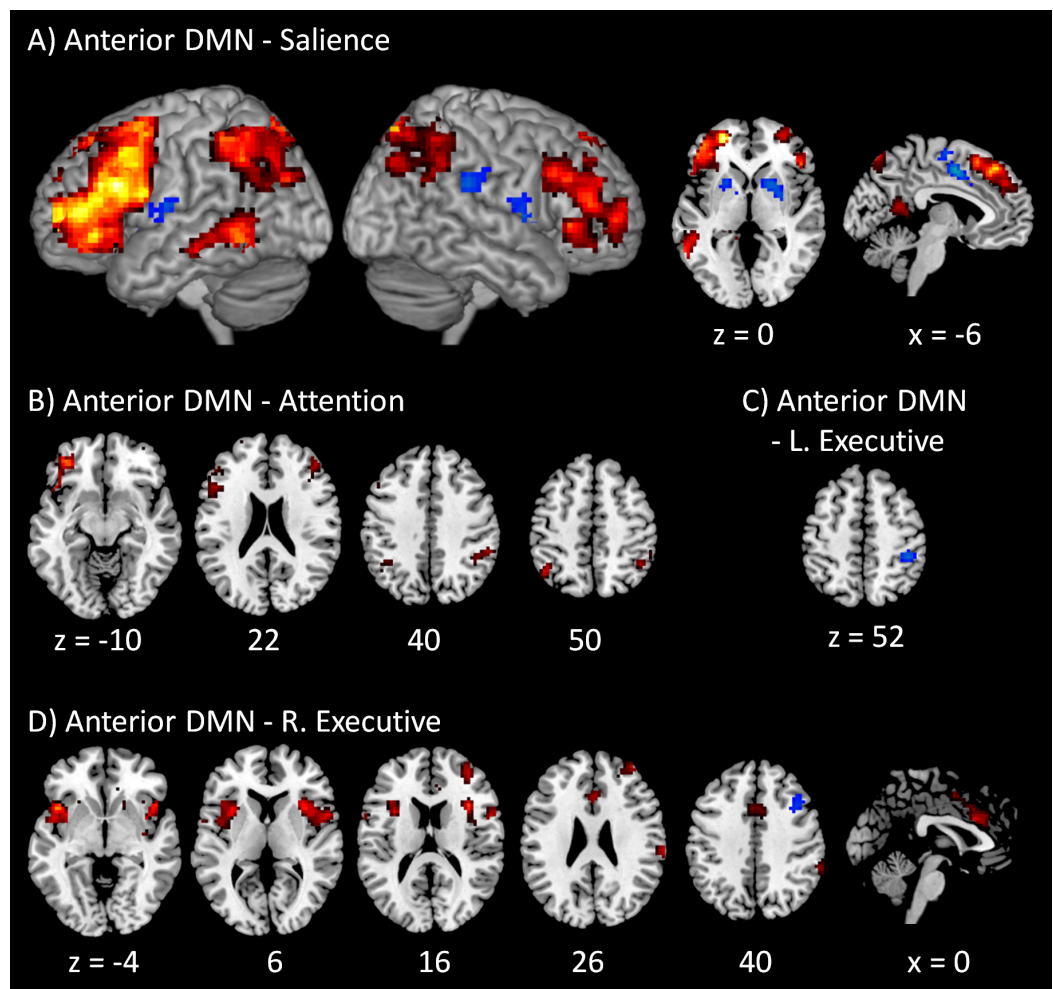 A) Anterior DMN - Salience
z = 0
x = -6
B) Anterior DMN - Attention
C) Anterior DMN
- L. Executive
z = -10
22
40
50
z = 52
D) Anterior DMN - R. Executive
z = -4
6
16
26
40
x = 0